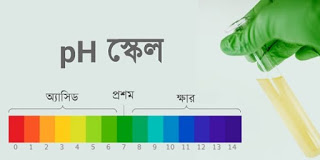 pH স্কেল
অ্যাসিড প্রশম ক্ষার
0 1 2 3 4 5 6 7 8 9 10 11 12 13 14